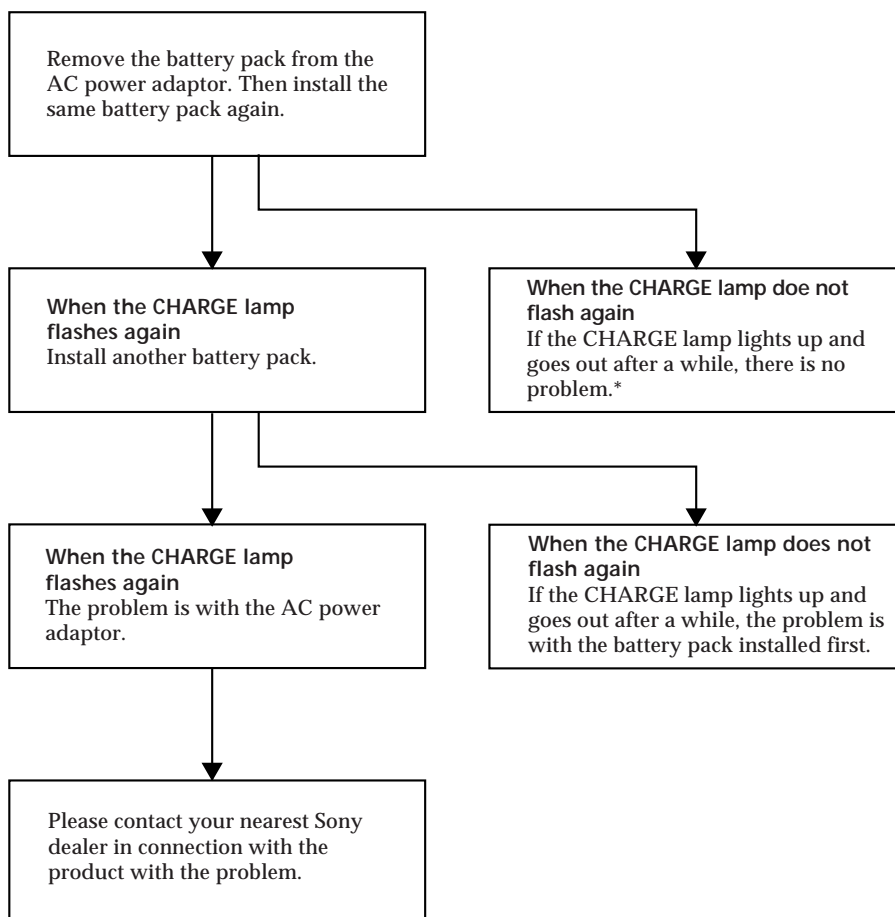 Remove the battery pack from the
AC power adaptor. Then install the
same battery pack again.
When the CHARGE lamp
flashes again
Install another battery pack.
When the CHARGE lamp doe not
flash again
If the CHARGE lamp lights up and
goes out after a while, there is no
problem.*
When the CHARGE lamp
flashes again
The problem is with the AC power
adaptor.
When the CHARGE lamp does not
flash again
If the CHARGE lamp lights up and
goes out after a while, the problem is
with the battery pack installed first.
Please contact your nearest Sony
dealer in connection with the
product with the problem.